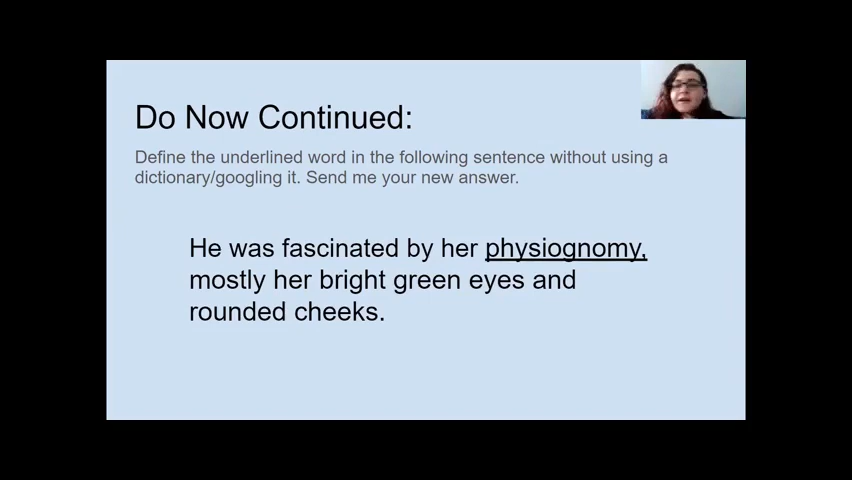 Do Now Continued:
Define the underlined word in the following sentence without using a
dictionary/googling it. Send me your new answer.
He was fascinated by her physiognomy,
mostly her bright green eyes and
rounded cheeks.